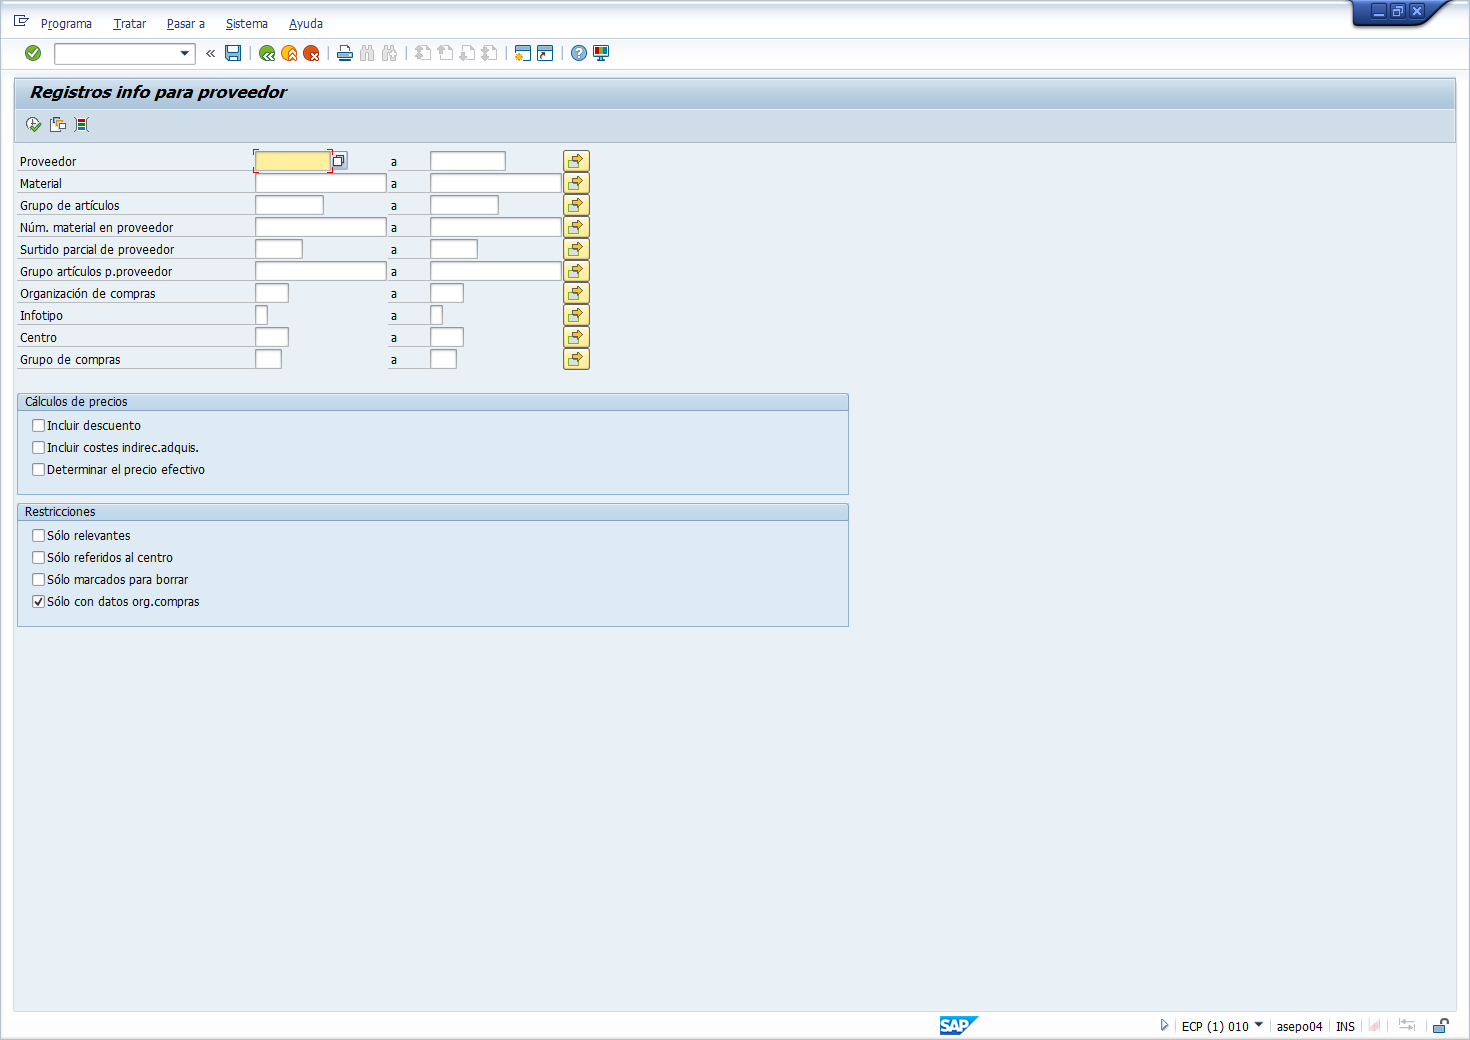 Programa Tratar Pasar a Sistema Ayuda
Registros info para proveedor
Proveedor a
Material a
Grupo de artículos a
Núm. material en proveedor a
Surtido parcial de proveedor a
Grupo artículos p.proveedor a
Organización de compras a
Infotipo a
Centro a
Grupo de compras a
Cálculos de precios
Incluir descuento
Incluir costes indirec.adquis.
Determinar el precio efectivo
Restricciones
Sólo relevantes
Sólo referidos al centro
Sólo marcados para borrar
Sólo con datos org.compras
SAP ECP (1) 010 asepo04 INS